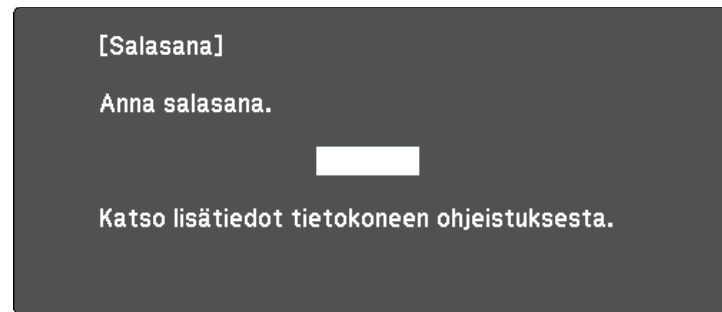 [Salasana]
Anna salasana.
Katso lisätiedot tietokoneen ohjeistuksesta.